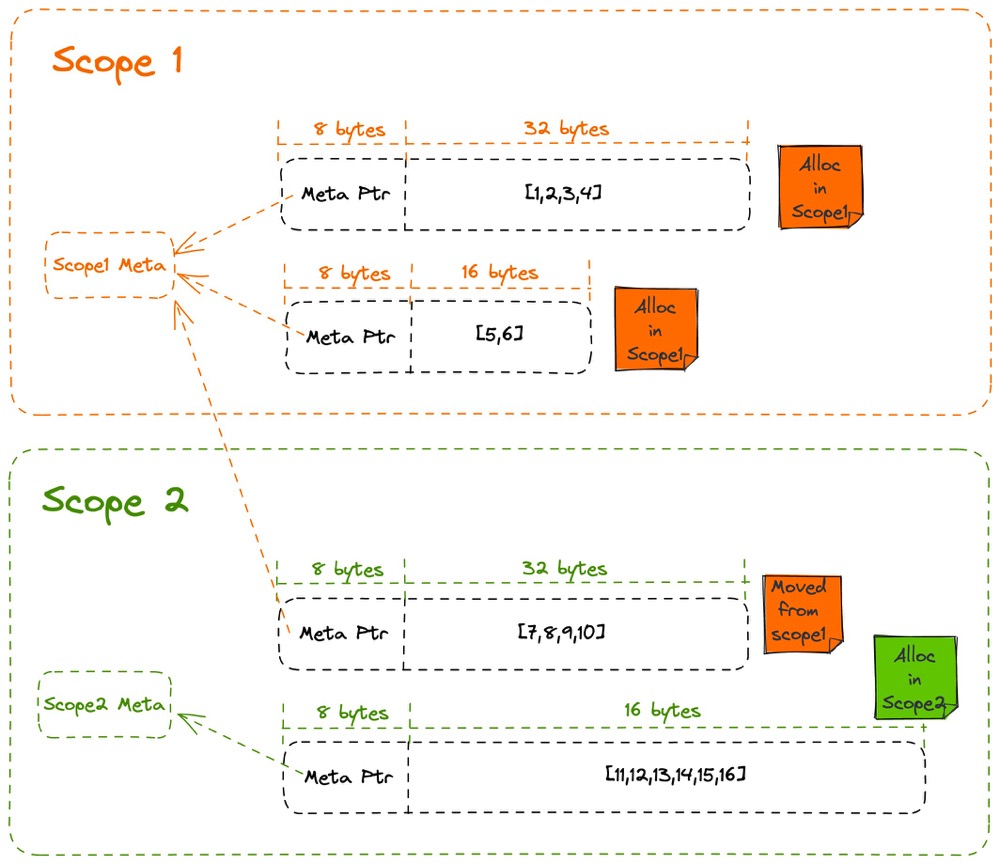 Scope 1
8 bytes
32 bytes
Meta Ptr
[1,2,3,4]
Alloc
in
Scope1
Scope1 Meta
8 bytes
16 bytes
Meta Ptr
[5,6]
Alloc
in
Scope1
Scope 2
8 bytes
32 bytes
Meta Ptr
[7,8,9,10]
Moved
from
scope1
Alloc
in
Scope2
Scope2 Meta
8 bytes
16 bytes
Meta Ptr
[11,12,13,14,15,16]